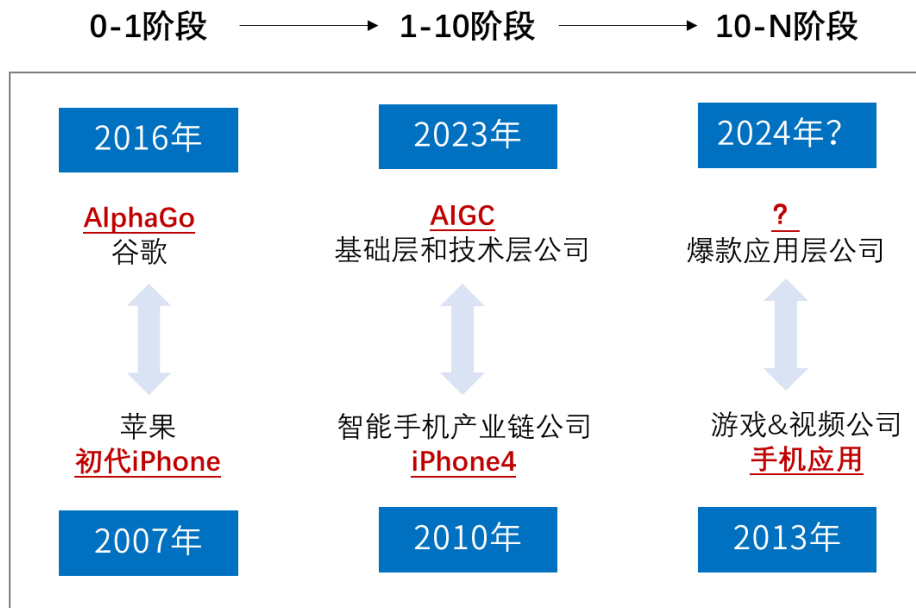 0-1阶段
1-10阶段
10-N阶段
2016年
2023年
2024年?
AlphaGo
谷歌
AIGC
基础层和技术层公司
?
爆款应用层公司
苹果
初代iPhone
智能手机产业链公司
iPhone4
游戏&视频公司
手机应用
2007年
2010年
2013年